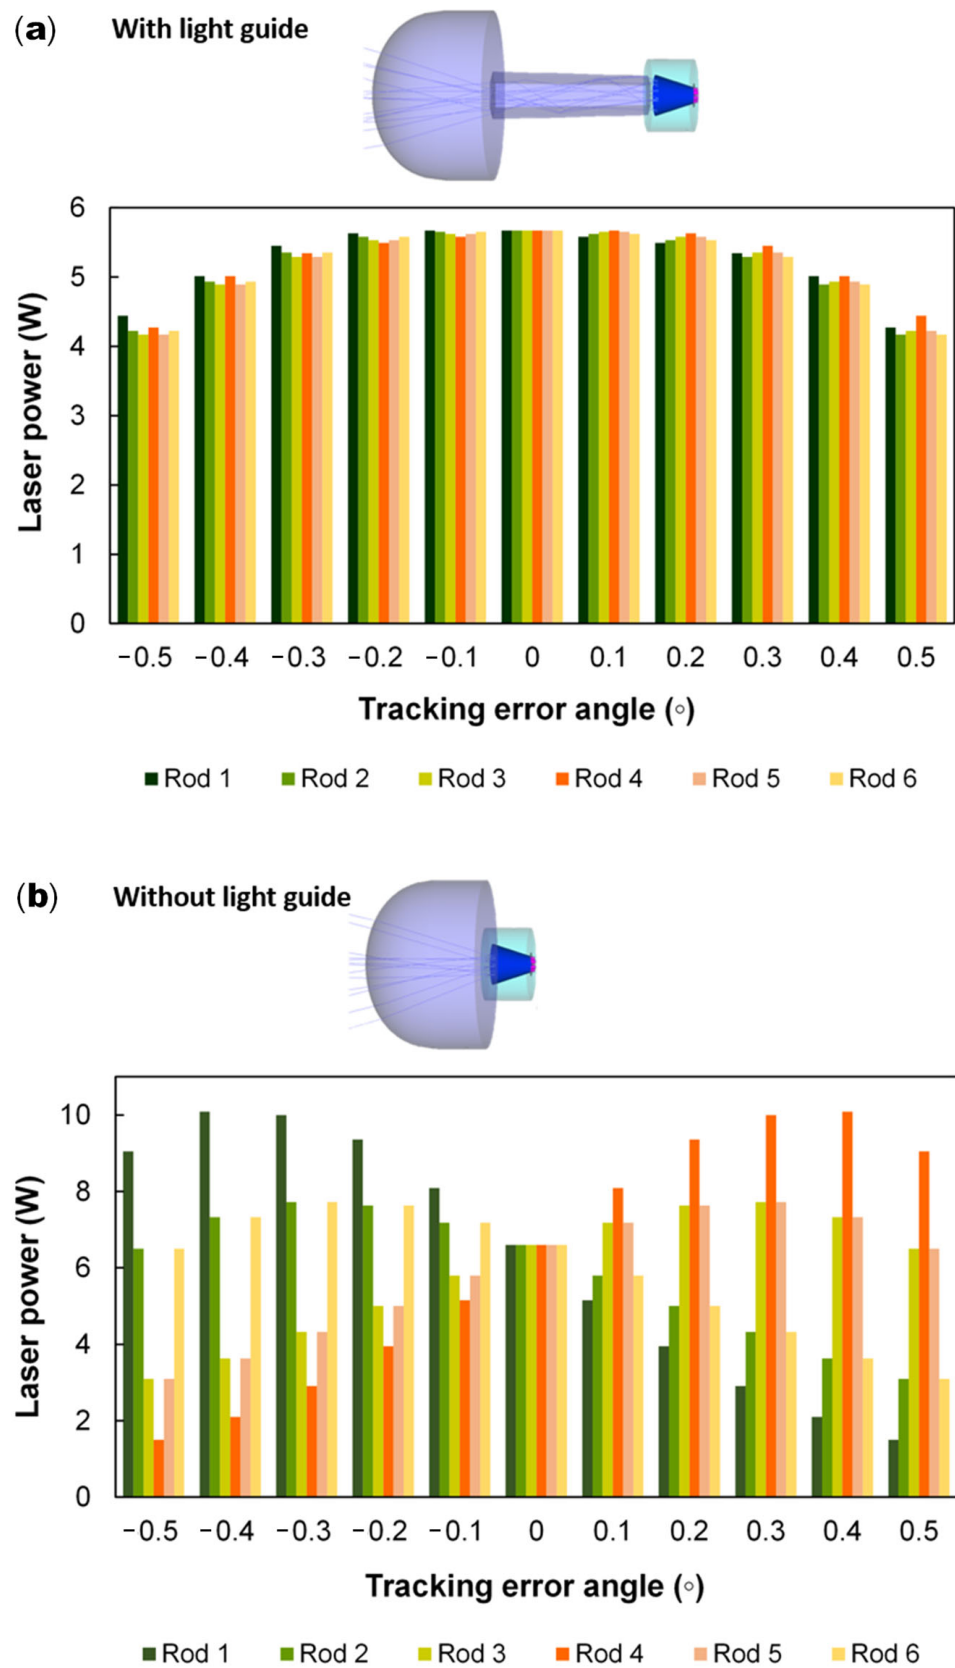 (a) With light guide
6
5
4
3
2
1
0
Laser power (W)
−0.5 −0.4 −0.3 −0.2 −0.1 0 0.1 0.2 0.3 0.4 0.5
Tracking error angle (◦)
Rod 1 Rod 2 Rod 3 Rod 4 Rod 5 Rod 6
(b) Without light guide
10
8
6
4
2
0
Laser power (W)
−0.5 −0.4 −0.3 −0.2 −0.1 0 0.1 0.2 0.3 0.4 0.5
Tracking error angle (◦)
Rod 1 Rod 2 Rod 3 Rod 4 Rod 5 Rod 6